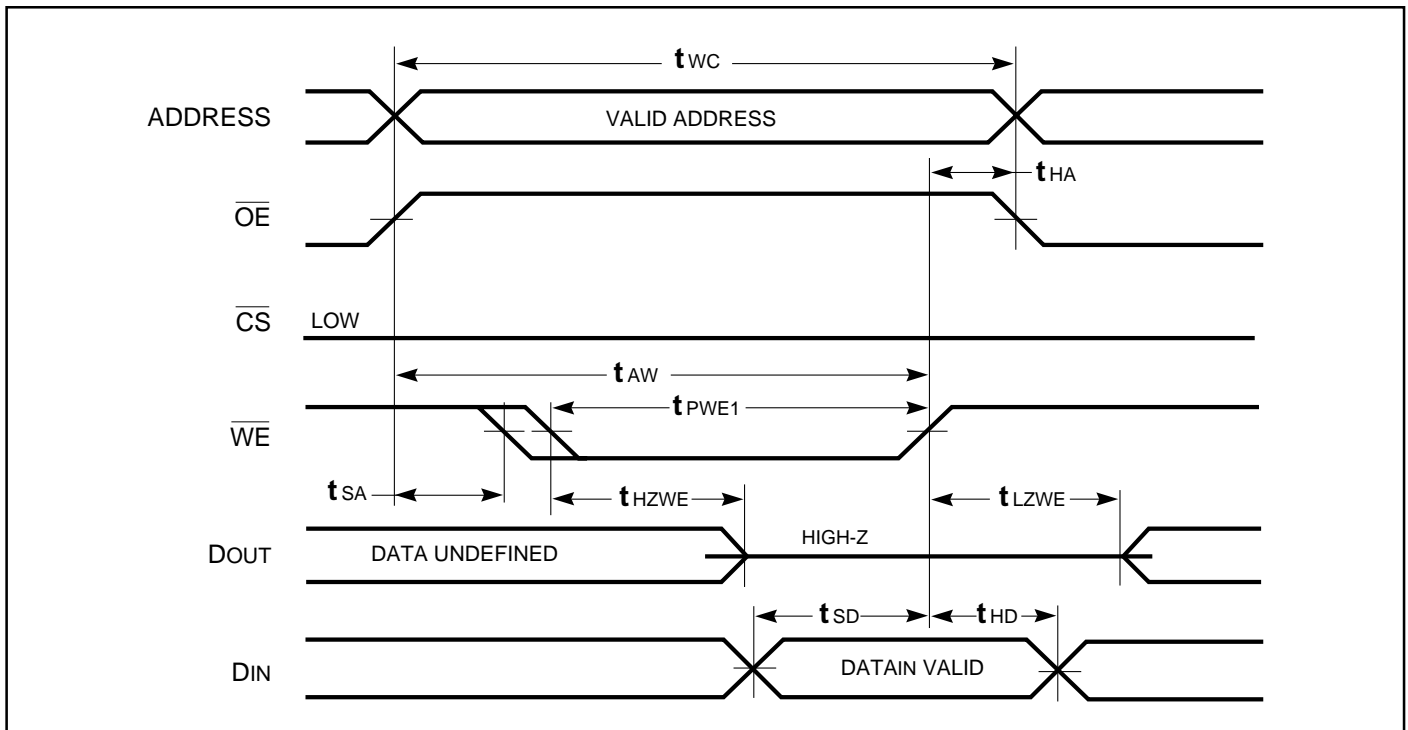 tWC
ADDRESS
VALID ADDRESS
tHA
OE
CS
LOW
tAW
tPWE1
WE
tSA
tHZWE
tLZWE
DOUT
DATA UNDEFINED
HIGH-Z
tSD
tHD
DIN
DATAIN VALID